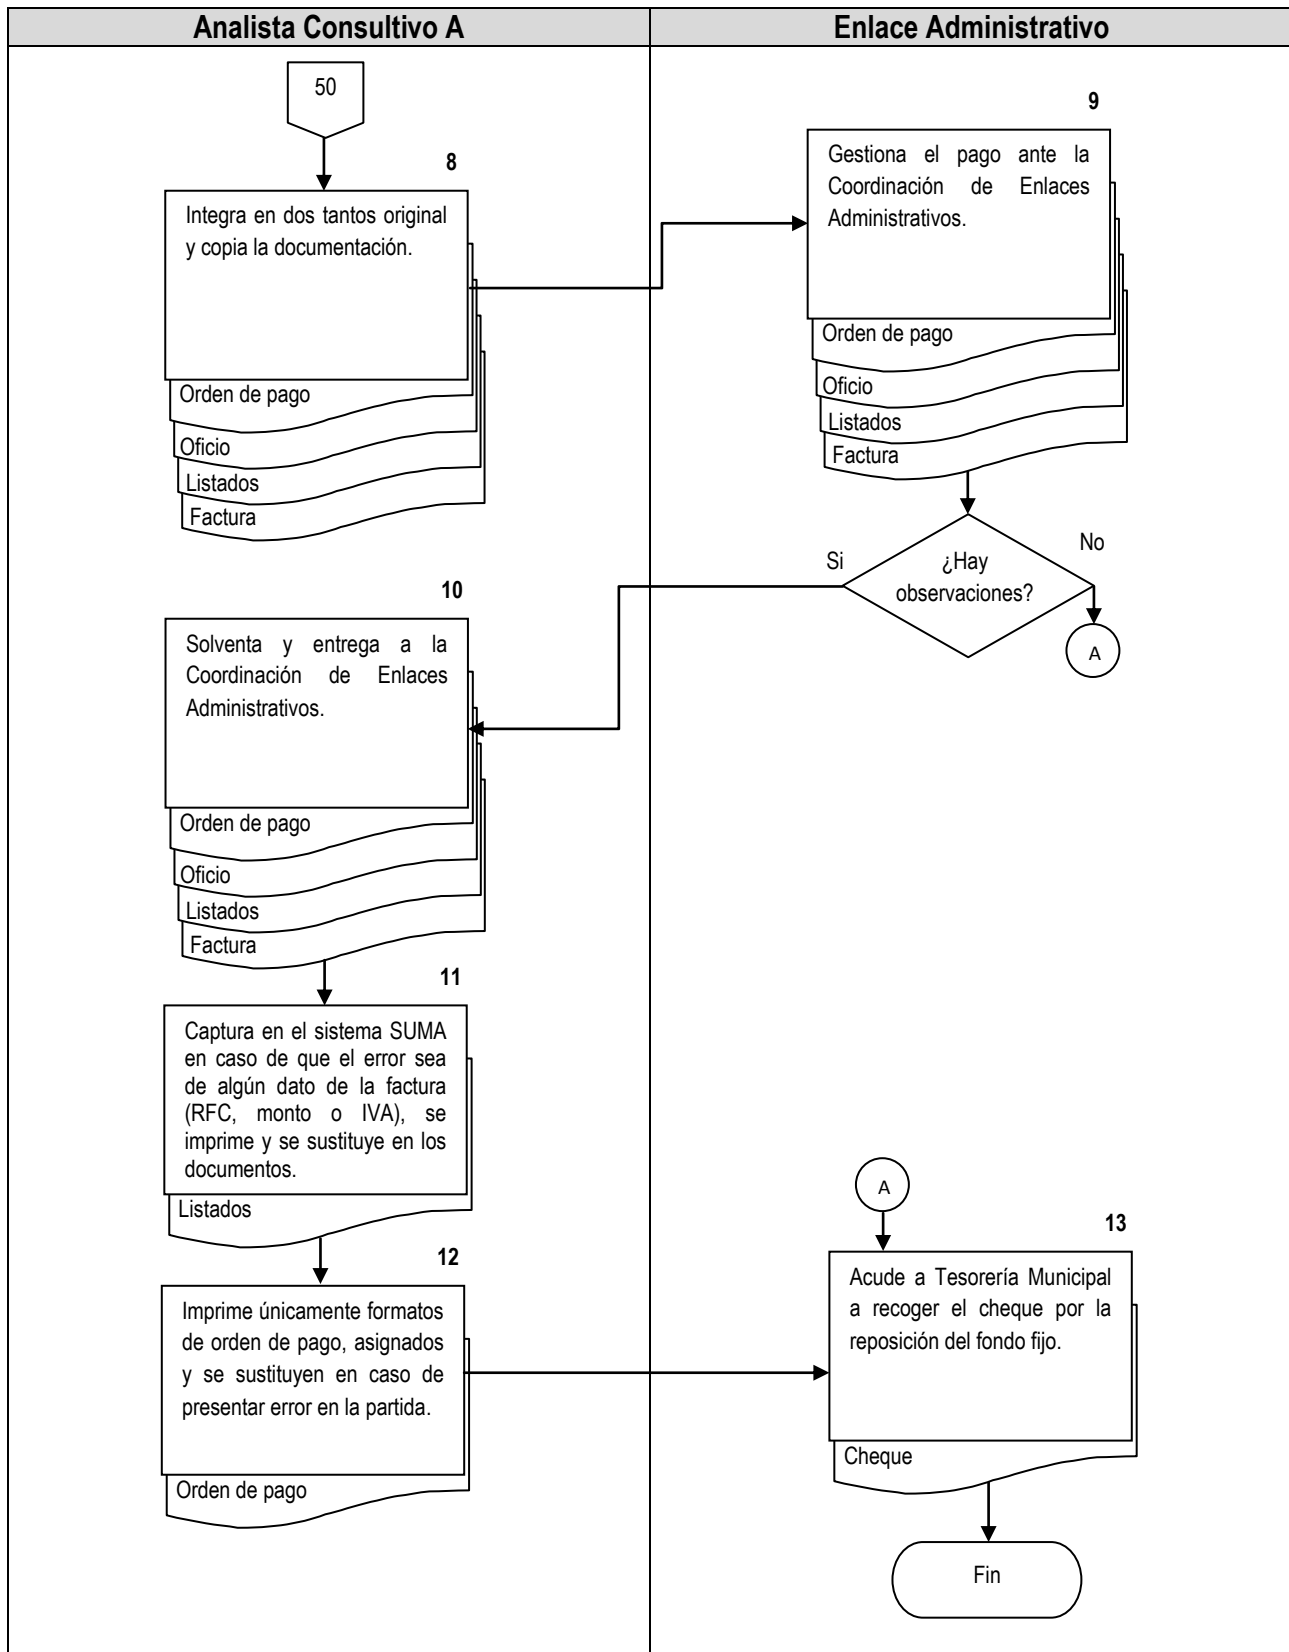 Analista Consultivo A
Enlace Administrativo
50
8
Integra en dos tantos original
y copia la documentación.
Orden de pago
Oficio
Listados
Factura
9
Gestiona el pago ante la
Coordinación de Enlaces
Administrativos.
Orden de pago
Oficio
Listados
Factura
¿Hay
observaciones?
Si
No
A
10
Solventa y entrega a la
Coordinación de Enlaces
Administrativos.
Orden de pago
Oficio
Listados
Factura
11
Captura en el sistema SUMA
en caso de que el error sea
de algún dato de la factura
(RFC, monto o IVA), se
imprime y se sustituye en los
documentos.
Listados
12
Imprime únicamente formatos
de orden de pago, asignados
y se sustituyen en caso de
presentar error en la partida.
Orden de pago
A
13
Acude a Tesorería Municipal
a recoger el cheque por la
reposición del fondo fijo.
Cheque
Fin